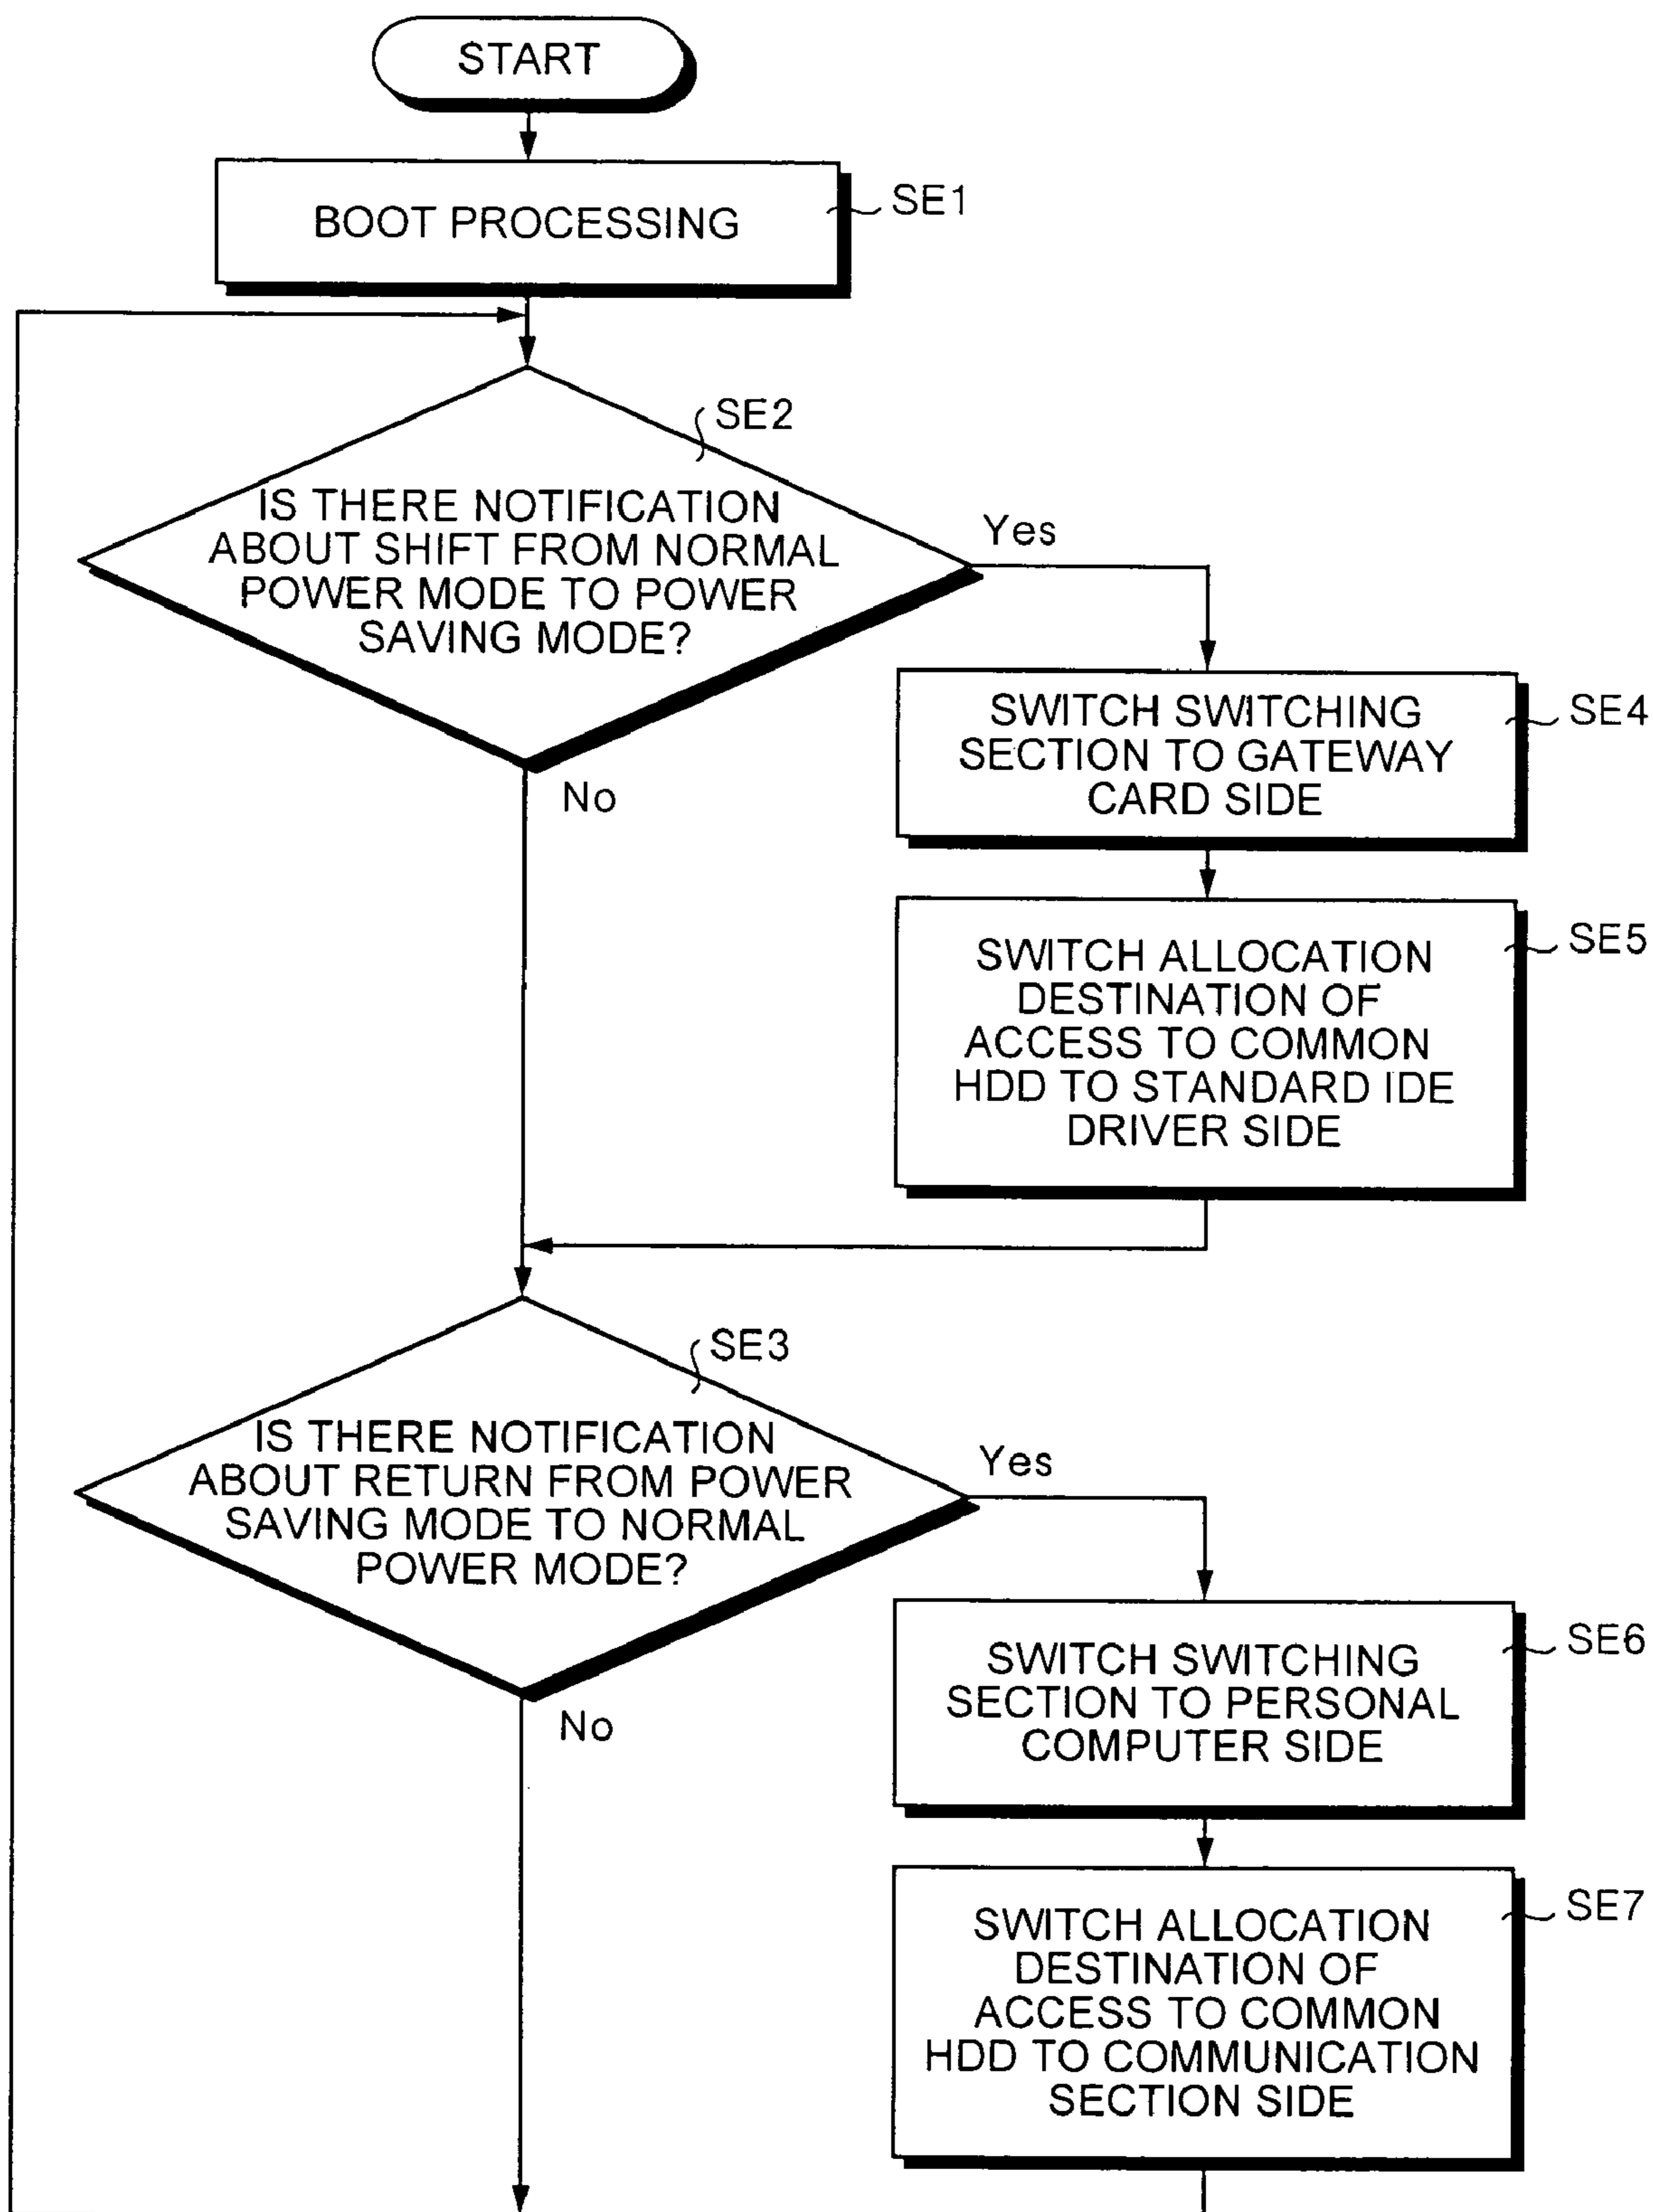 START
BOOT PROCESSING
SE1
SE2
IS THERE NOTIFICATION
ABOUT SHIFT FROM NORMAL
POWER MODE TO POWER
SAVING MODE?
Yes
No
SWITCH SWITCHING
SECTION TO GATEWAY
CARD SIDE
SE4
SWITCH ALLOCATION
DESTINATION OF
ACCESS TO COMMON
HDD TO STANDARD IDE
DRIVER SIDE
SE5
SE3
IS THERE NOTIFICATION
ABOUT RETURN FROM POWER
SAVING MODE TO NORMAL
POWER MODE?
Yes
No
SWITCH SWITCHING
SECTION TO PERSONAL
COMPUTER SIDE
SE6
SWITCH ALLOCATION
DESTINATION OF
ACCESS TO COMMON
HDD TO COMMUNICATION
SECTION SIDE
SE7